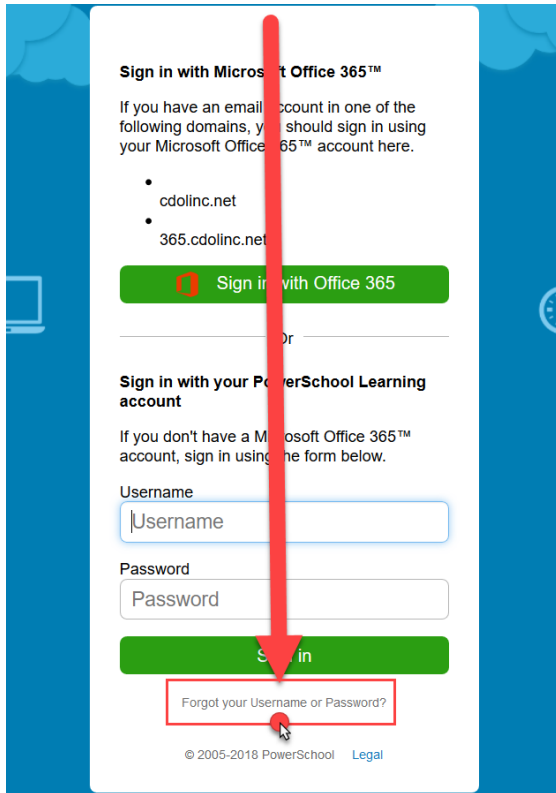 Sign in with Microsoft Office 365™
If you have an email account in one of the
following domains, you should sign in using
your Microsoft Office 365™ account here.
cdolinc.net
365.cdolinc.net
Sign in with Office 365
Or
Sign in with your PowerSchool Learning
account
If you don't have a Microsoft Office 365™
account, sign in using the form below.
Username
Username
Password
Password
Sign in
Forgot your Username or Password?
© 2005-2018 PowerSchool Legal